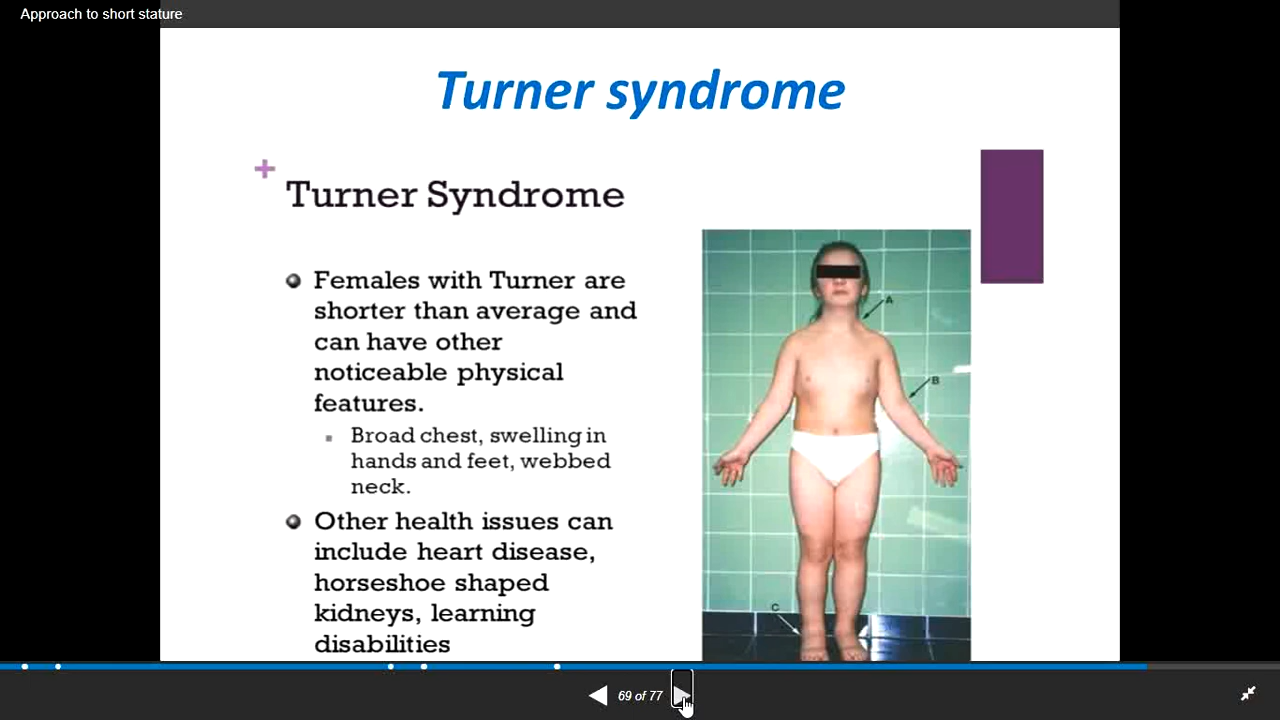 Approach to short stature
Turner syndrome
+
Turner Syndrome
Females with Turner are
shorter than average and
can have other
noticeable physical
features.
Broad chest, swelling in
hands and feet, webbed
neck.
Other health issues can
include heart disease,
horseshoe shaped
kidneys, learning
disabilities
A
B
C
69 of 77